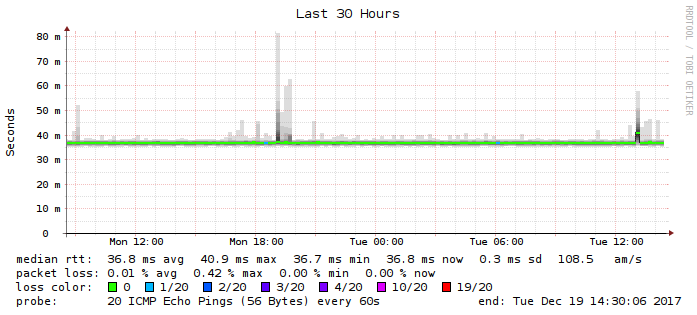 Last 30 Hours
RRDTOOL / TOBI OETIKER
Seconds
80 m
70 m
60 m
50 m
40 m
30 m
20 m
10 m
0
Mon 12:00 Mon 18:00 Tue 00:00 Tue 06:00 Tue 12:00
median rtt: 36.8 ms avg 40.9 ms max 36.7 ms min 36.8 ms now 0.3 ms sd 108.5 am/s
packet loss: 0.01 % avg 0.42 % max 0.00 % min 0.00 % now
loss color: 0 1/20 2/20 3/20 4/20 10/20 19/20
probe: 20 ICMP Echo Pings (56 Bytes) every 60s end: Tue Dec 19 14:30:06 2017